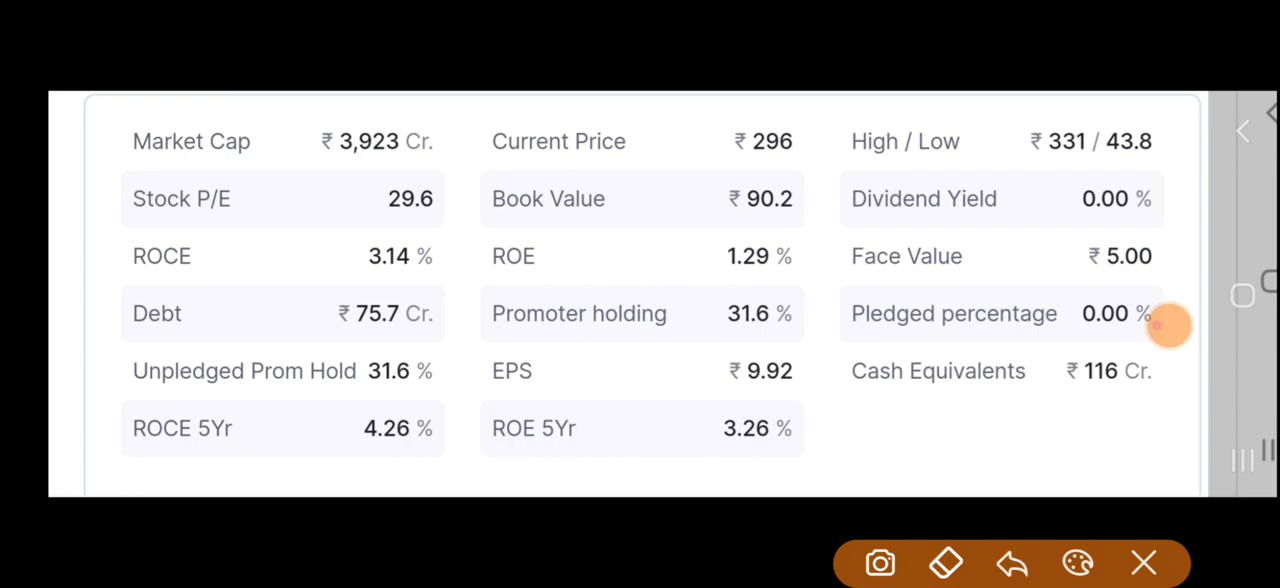 Market Cap ₹ 3,923 Cr. Current Price ₹ 296 High / Low ₹ 331 / 43.8
Stock P/E 29.6 Book Value ₹ 90.2 Dividend Yield 0.00 %
ROCE 3.14 % ROE 1.29 % Face Value ₹ 5.00
Debt ₹ 75.7 Cr. Promoter holding 31.6 % Pledged percentage 0.00 %
Unpledged Prom Hold 31.6 % EPS ₹ 9.92 Cash Equivalents ₹ 116 Cr.
ROCE 5Yr 4.26 % ROE 5Yr 3.26 %